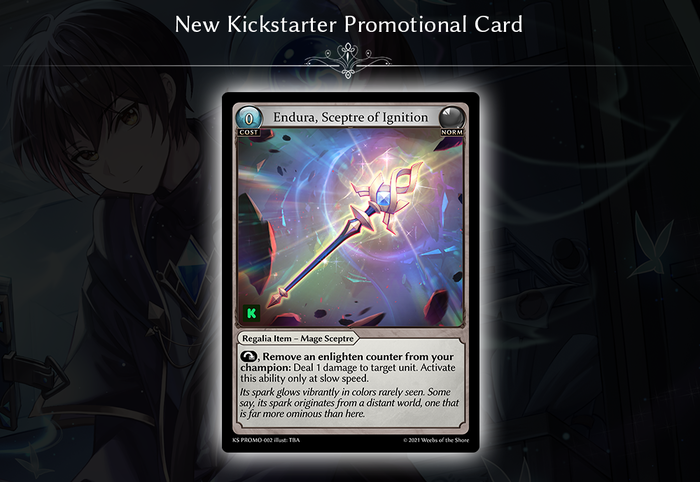 New Kickstarter Promotional Card
0
COST
Endura, Sceptre of Ignition
NORM
K
Regalia Item – Mage Sceptre
, Remove an enlighten counter from your
champion: Deal 1 damage to target unit. Activate
this ability only at slow speed.
Its spark glows vibrantly in colors rarely seen. Some
say, its spark originates from a distant world, one that
is far more ominous than here.
KS PROMO-002 illust: TBA
© 2021 Weebs of the Shore